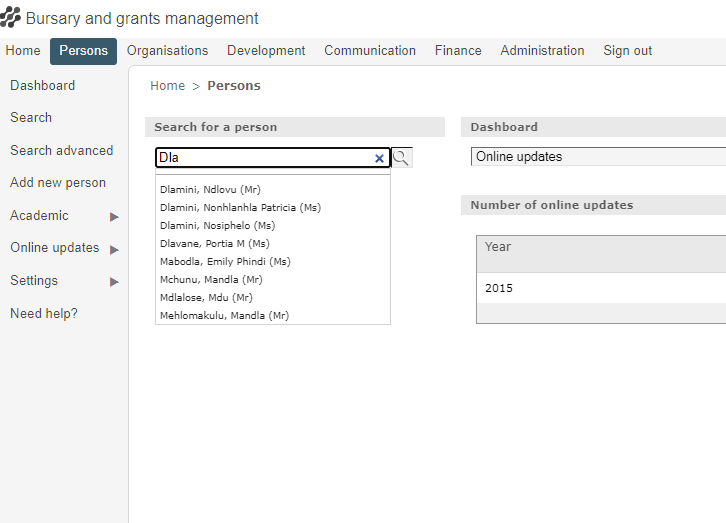 Bursary and grants management
Home Persons Organisations Development Communication Finance Administration Sign out
Dashboard
Search
Search advanced
Add new person
Academic
Online updates
Settings
Need help?
Home > Persons
Search for a person
Dla
Dlamini, Ndlovu (Mr)
Dlamini, Nonhlanhla Patricia (Ms)
Dlamini, Nosiphelo (Ms)
Dlavane, Portia M (Ms)
Mabodla, Emily Phindi (Ms)
Mchunu, Mandla (Mr)
Mdlalose, Mdu (Mr)
Mehlomakulu, Mandla (Mr)
Dashboard
Online updates
Number of online updates
Year
2015